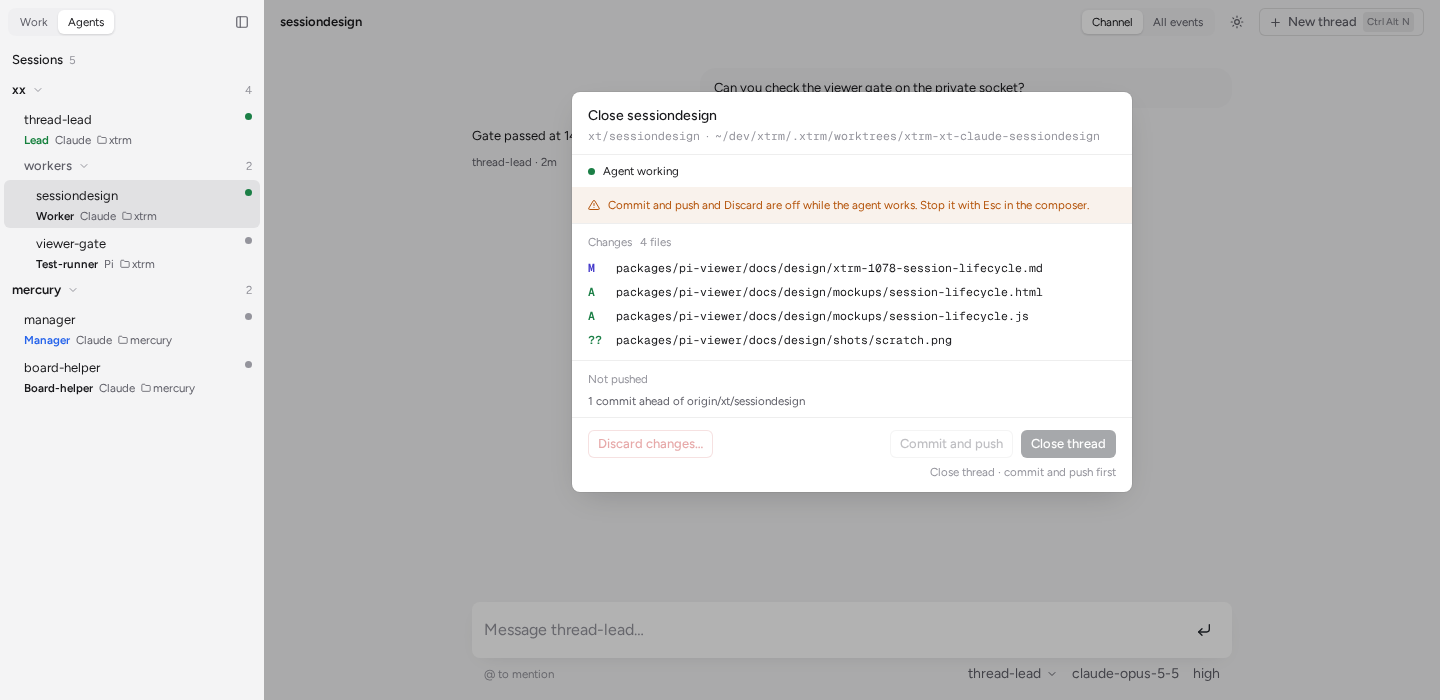 Work Agents
Sessions 5
xx 4
thread-lead
Lead Claude xtrm
workers 2
sessiondesign
Worker Claude xtrm
viewer-gate
Test-runner Pi xtrm
mercury 2
manager
Manager Claude mercury
board-helper
Board-helper Claude mercury
sessiondesign
Channel All events
New thread Ctrl Alt N
Can you check the viewer gate on the private socket?
Gate passed at 14
thread-lead · 2m
Close sessiondesign
xt/sessiondesign · ~/dev/xtrm/.xtrm/worktrees/xtrm-xt-claude-sessiondesign
Agent working
Commit and push and Discard are off while the agent works. Stop it with Esc in the composer.
Changes 4 files
M packages/pi-viewer/docs/design/xtrm-1078-session-lifecycle.md
A packages/pi-viewer/docs/design/mockups/session-lifecycle.html
A packages/pi-viewer/docs/design/mockups/session-lifecycle.js
?? packages/pi-viewer/docs/design/shots/scratch.png
Not pushed
1 commit ahead of origin/xt/sessiondesign
Discard changes… Commit and push Close thread
Close thread · commit and push first
Message thread-lead…
@ to mention
thread-lead claude-opus-5-5 high